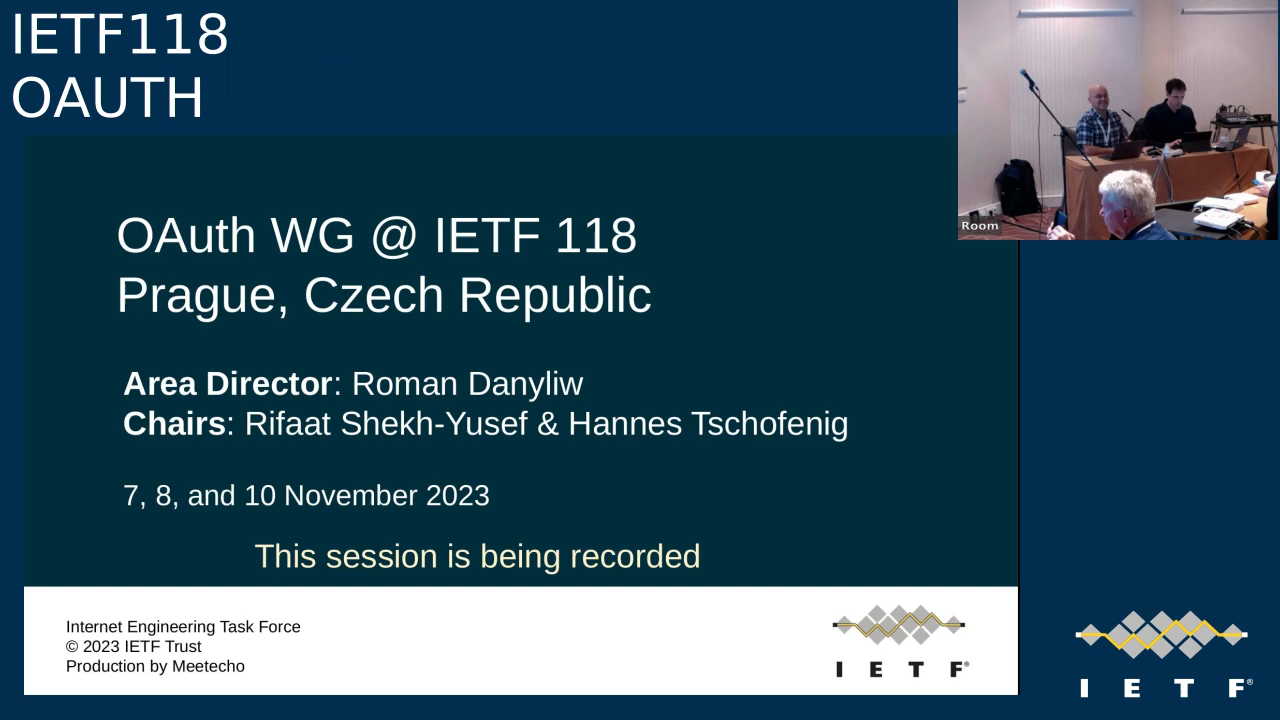 IETF118
OAUTH
Room
OAuth WG @ IETF 118
Prague, Czech Republic
Area Director: Roman Danyliw
Chairs: Rifaat Shekh-Yusef & Hannes Tschofenig
7, 8, and 10 November 2023
This session is being recorded
Internet Engineering Task Force
© 2023 IETF Trust
Production by Meetecho
I E T F®
I E T F®